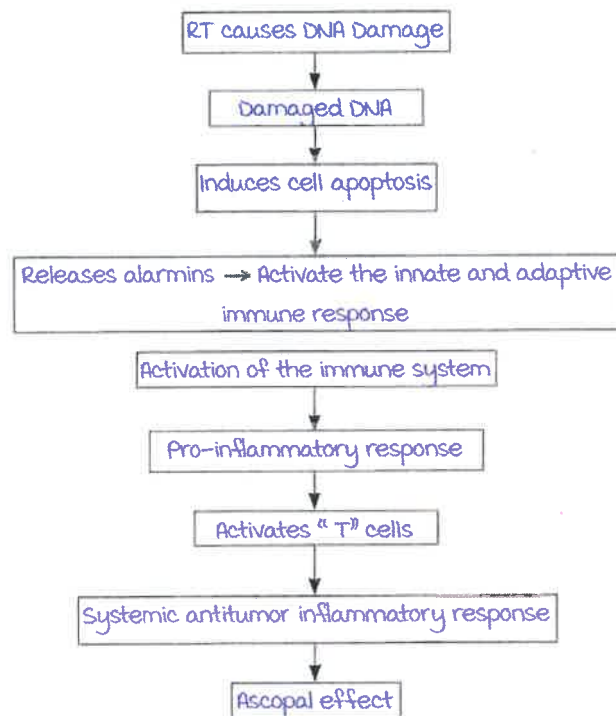 RT causes DNA Damage
Damaged DNA
Induces cell apoptosis
Releases alarmins → Activate the innate and adaptive
immune response
Activation of the immune system
Pro-inflammatory response
Activates “ T” cells
Systemic antitumor inflammatory response
Ascopal effect